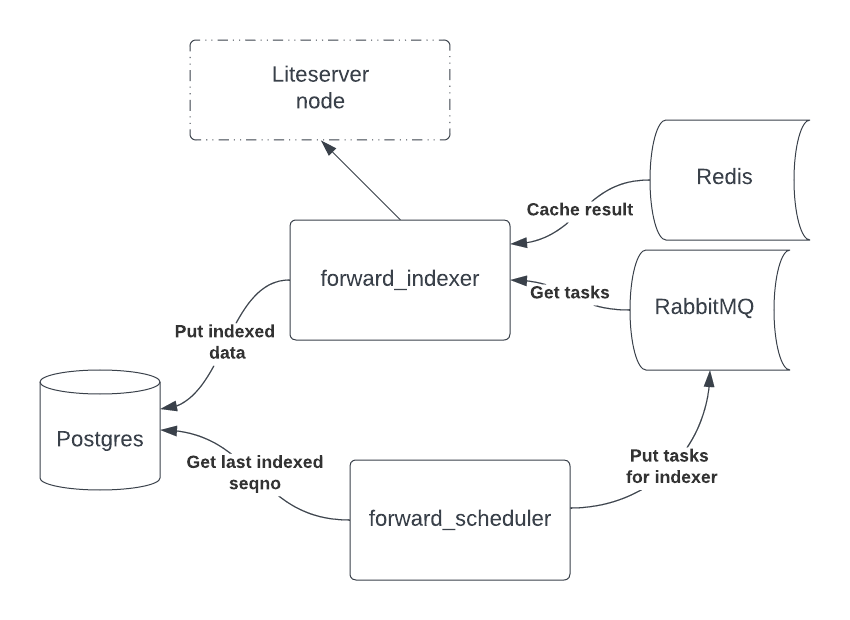 Liteserver
node
Redis
Cache result
forward_indexer
Get tasks
RabbitMQ
Put indexed
data
Postgres
Get last indexed
seqno
Put tasks
for indexer
forward_scheduler